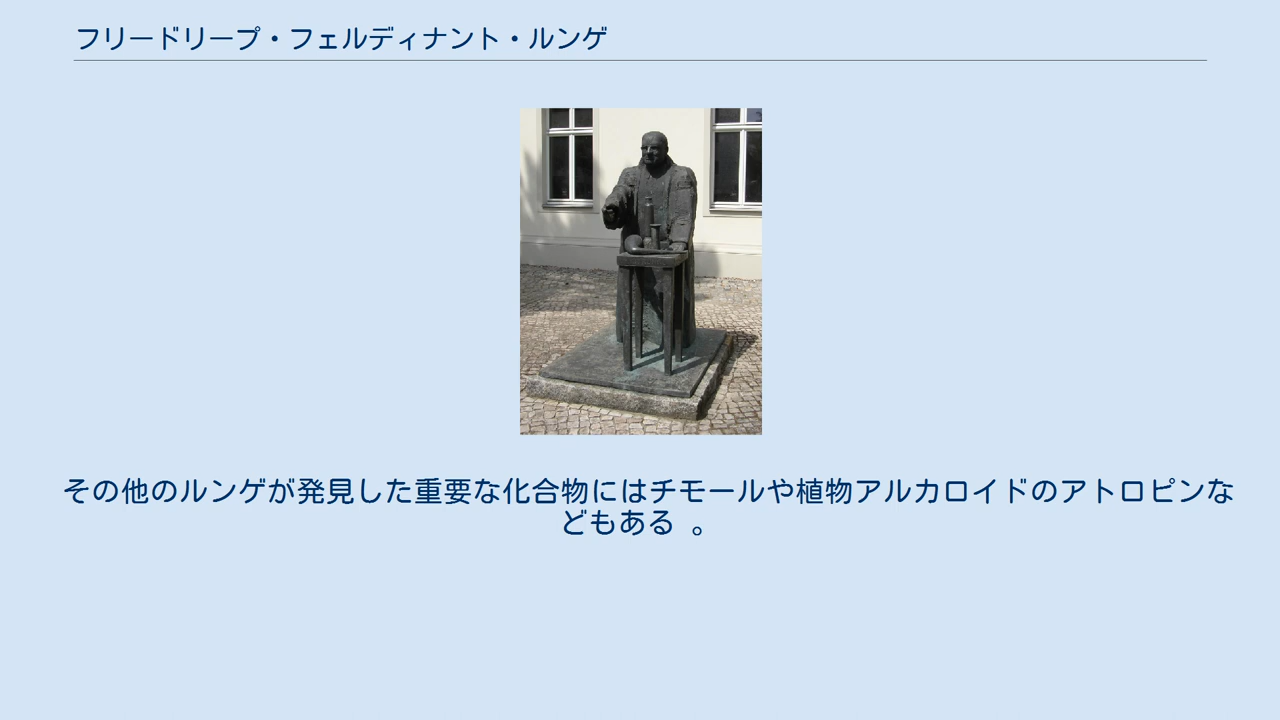 フリードリープ・フェルディナント・ルンゲ
その他のルンゲが発見した重要な化合物にはチモールや植物アルカロイドのアトロピンな
どもある 。